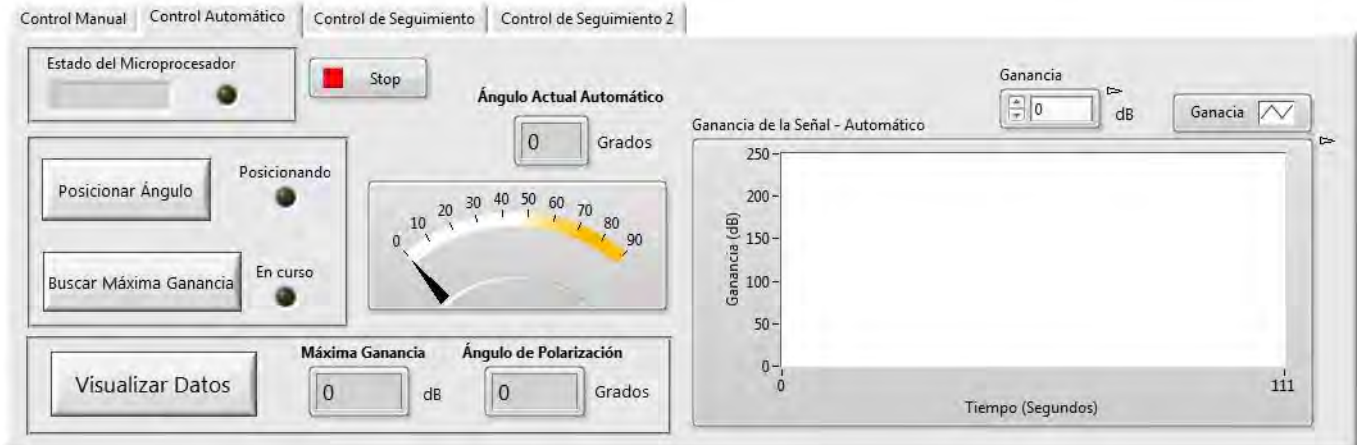 Control Manual
Control Automático
Control de Seguimiento
Control de Seguimiento 2
Estado del Microprocesador
Stop
Ángulo Actual Automático
0
Grados
Posicionar Ángulo
Posicionando
Buscar Máxima Ganancia
En curso
0
10
20
30
40
50
60
70
80
90
Visualizar Datos
Máxima Ganancia
0
dB
Ángulo de Polarización
0
Grados
Ganancia
0
dB
Ganacia
Ganancia de la Señal - Automático
Ganancia (dB)
250
200
150
100
50
0
0
111
Tiempo (Segundos)